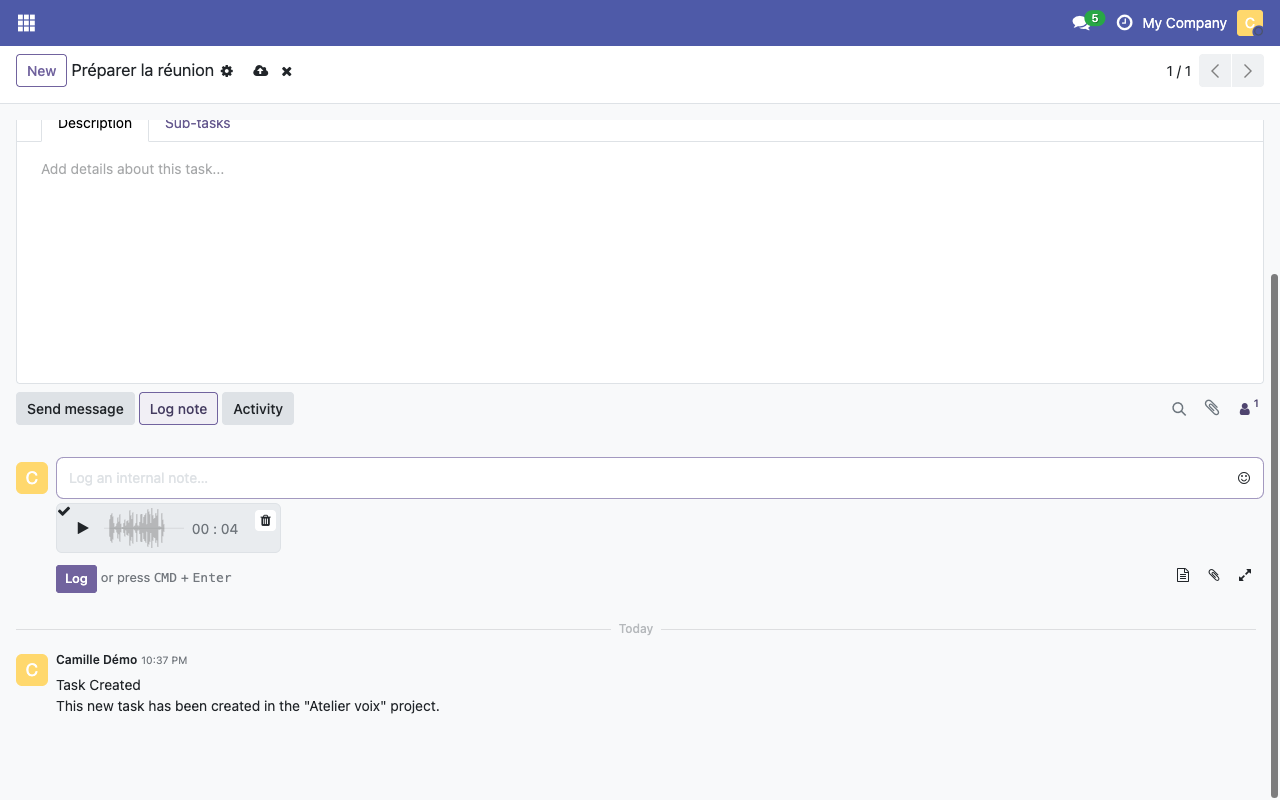 5
My Company
C
New
Préparer la réunion
1 / 1
Description
Sub-tasks
Add details about this task...
Send message
Log note
Activity
1
C
Log an internal note...
00 : 04
Log or press CMD + Enter
Today
C
Camille Démo 10:37 PM
Task Created
This new task has been created in the "Atelier voix" project.